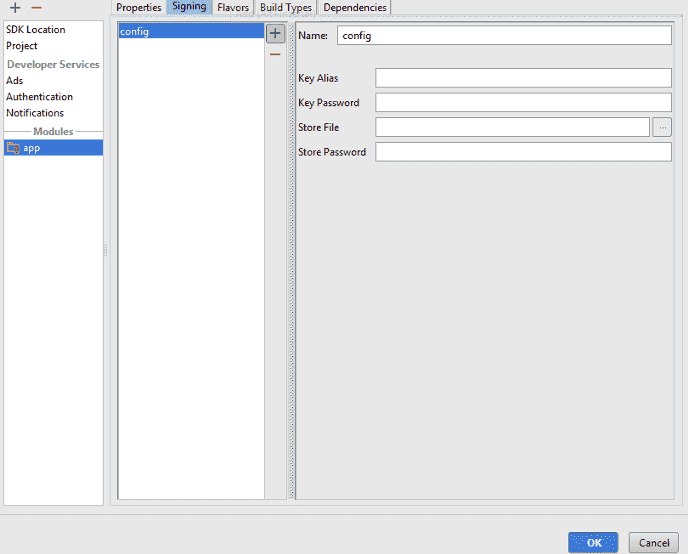 Properties
Signing
Flavors
Build Types
Dependencies
SDK Location
Project
Developer Services
Ads
Authentication
Notifications
Modules
app
config
Name: config
Key Alias
Key Password
Store File
...
Store Password
OK
Cancel